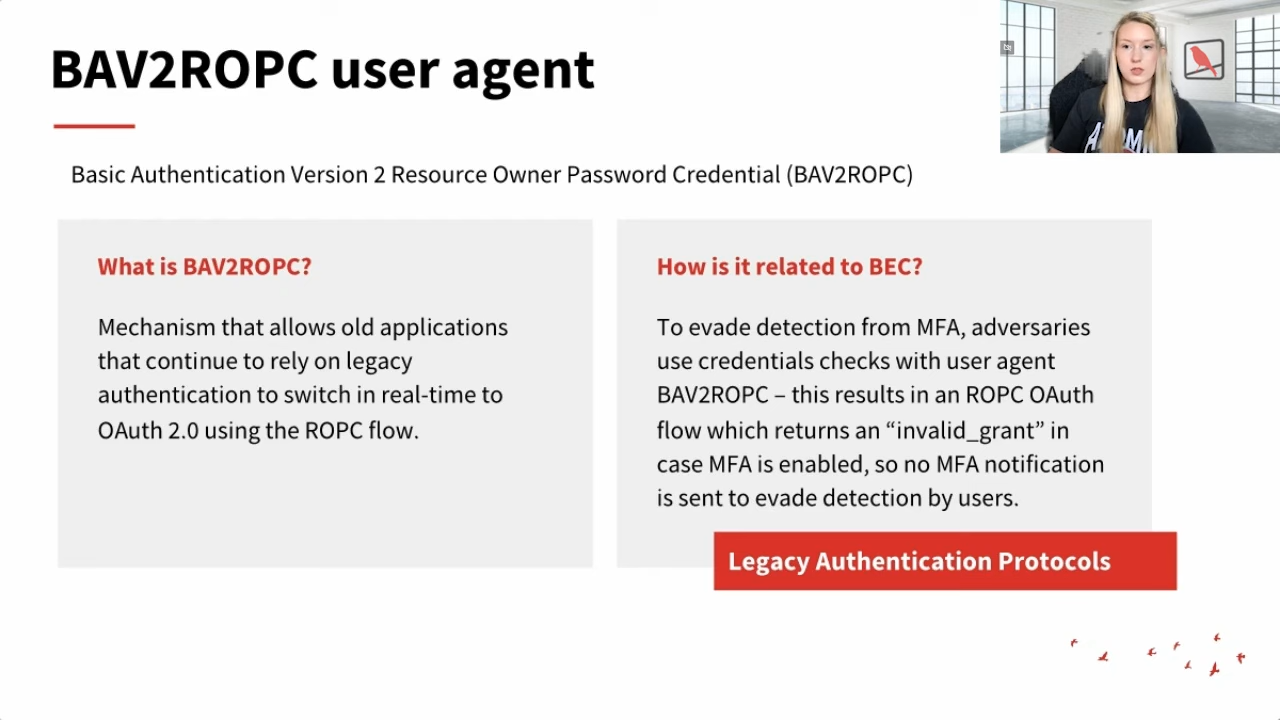 BAV2ROPC user agent
Basic Authentication Version 2 Resource Owner Password Credential (BAV2ROPC)
What is BAV2ROPC?
Mechanism that allows old applications
that continue to rely on legacy
authentication to switch in real-time to
OAuth 2.0 using the ROPC flow.
How is it related to BEC?
To evade detection from MFA, adversaries
use credentials checks with user agent
BAV2ROPC – this results in an ROPC OAuth
flow which returns an “invalid_grant” in
case MFA is enabled, so no MFA notification
is sent to evade detection by users.
Legacy Authentication Protocols